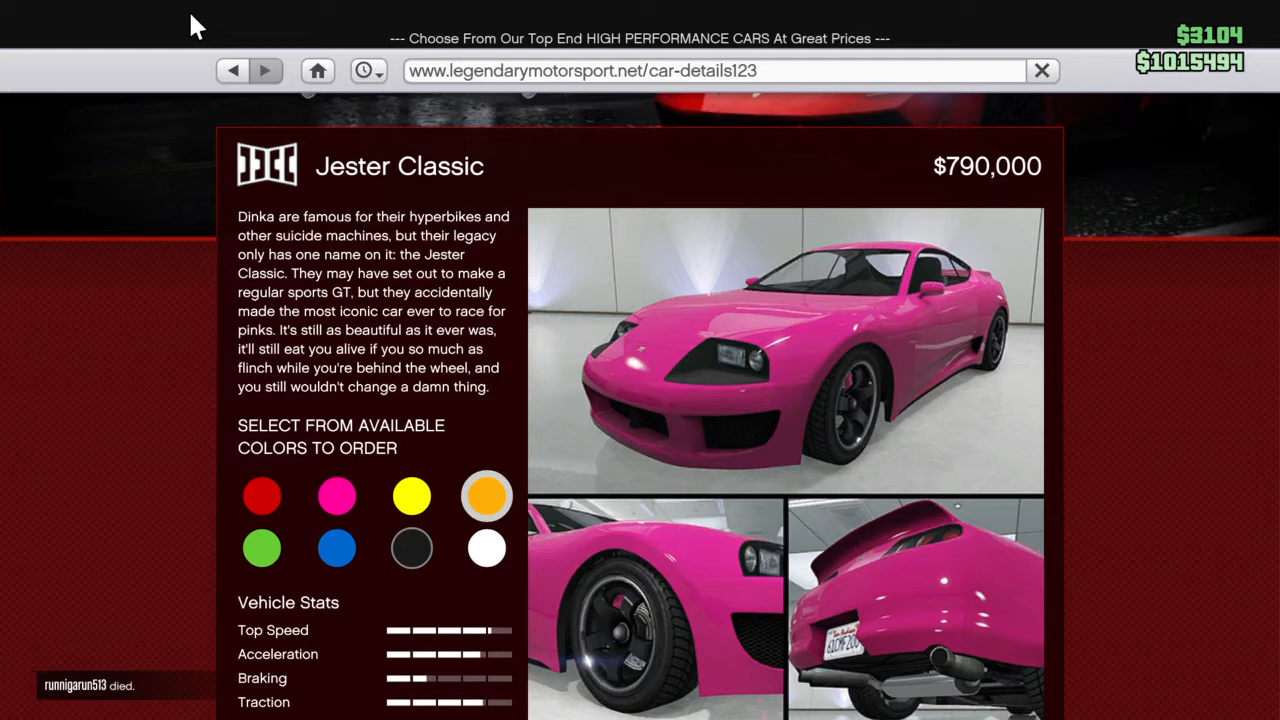 --- Choose From Our Top End HIGH PERFORMANCE CARS At Great Prices ---
$3104
$1015494
www.legendarymotorsport.net/car-details123
Jester Classic
$790,000
Dinka are famous for their hyperbikes and
other suicide machines, but their legacy
only has one name on it: the Jester
Classic. They may have set out to make a
regular sports GT, but they accidentally
made the most iconic car ever to race for
pinks. It's still as beautiful as it ever was,
it'll still eat you alive if you so much as
flinch while you're behind the wheel, and
you still wouldn't change a damn thing.
SELECT FROM AVAILABLE
COLORS TO ORDER
Vehicle Stats
Top Speed
Acceleration
Braking
Traction
runnigarun513 died.